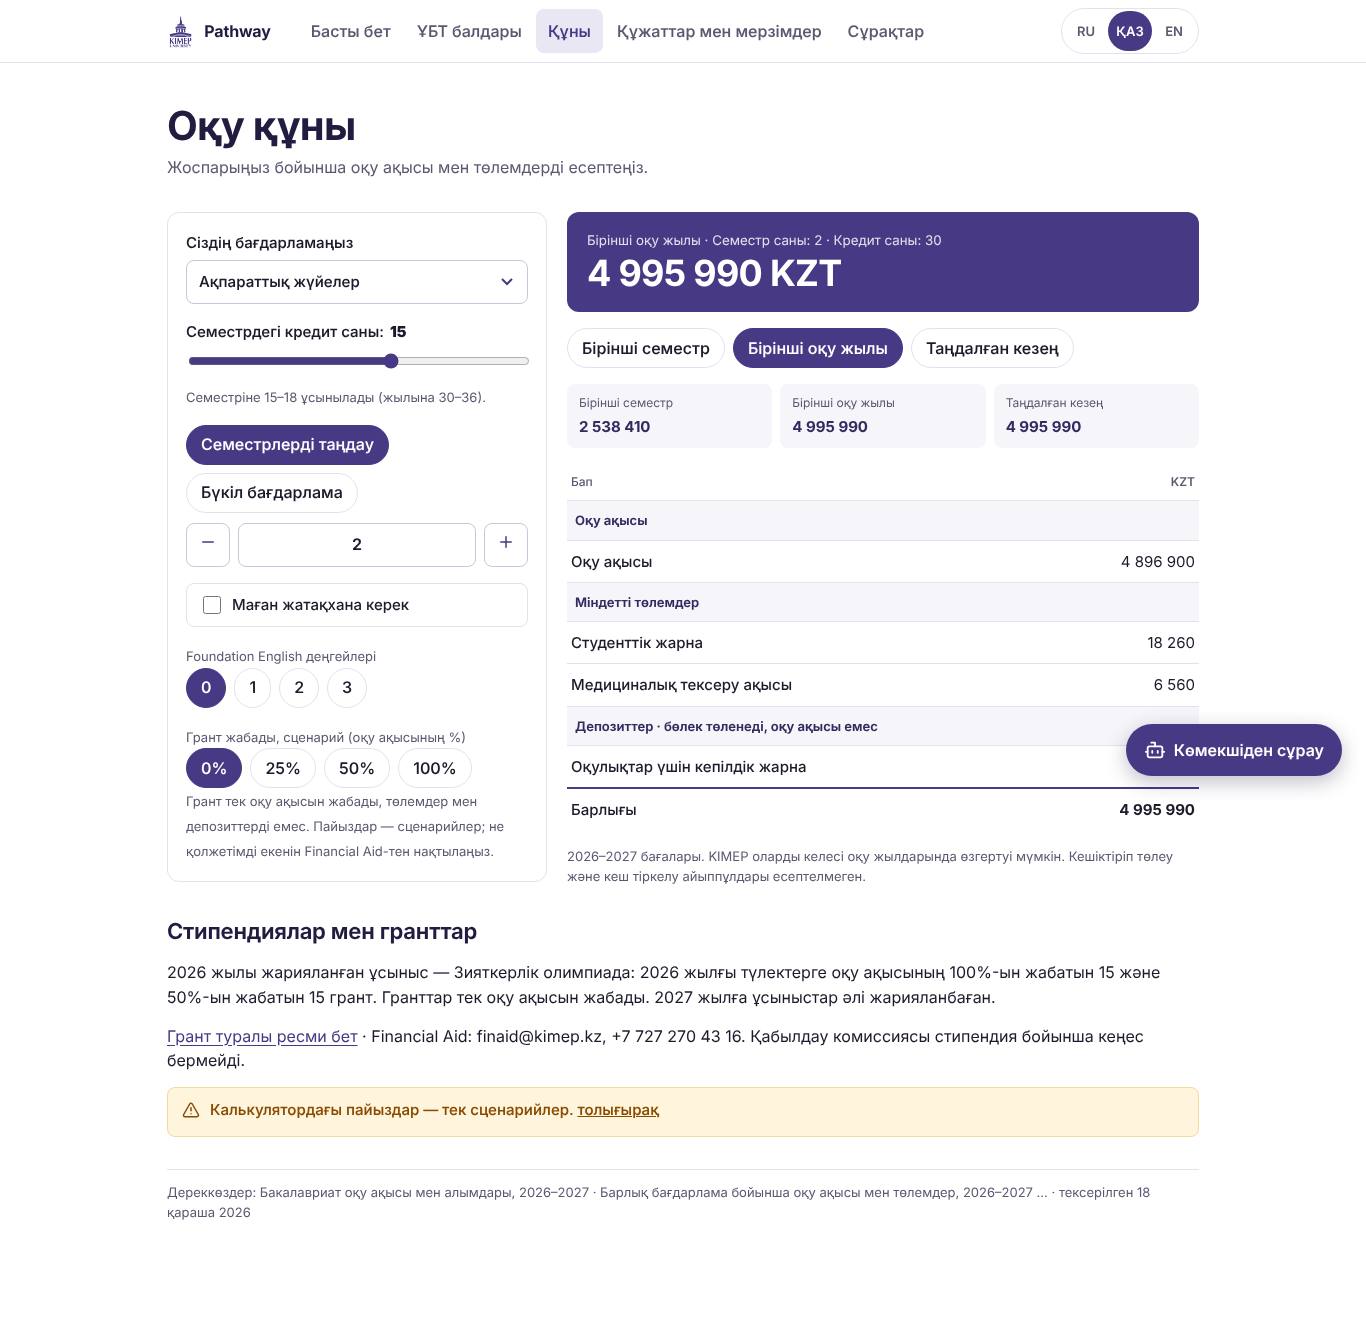 KIMEP
UNIVERSITY
Pathway
Басты бет
ҰБТ балдары
Құны
Құжаттар мен мерзімдер
Сұрақтар
RU
ҚАЗ
EN
Оқу құны
Жоспарыңыз бойынша оқу ақысы мен төлемдерді есептеңіз.
Сіздің бағдарламаңыз
Ақпараттық жүйелер
Семестрдегі кредит саны: 15
Семестріне 15–18 ұсынылады (жылына 30–36).
Семестрлерді таңдау
Бүкіл бағдарлама
−
2
+
Маған жатақхана керек
Foundation English деңгейлері
0
1
2
3
Грант жабады, сценарий (оқу ақысының %)
0%
25%
50%
100%
Грант тек оқу ақысын жабады, төлемдер мен
депозиттерді емес. Пайыздар — сценарийлер; не
қолжетімді екенін Financial Aid-тен нақтылаңыз.
Бірінші оқу жылы · Семестр саны: 2 · Кредит саны: 30
4 995 990 KZT
Бірінші семестр
Бірінші оқу жылы
Таңдалған кезең
Бірінші семестр
2 538 410
Бірінші оқу жылы
4 995 990
Таңдалған кезең
4 995 990
Бап KZT
Оқу ақысы
Оқу ақысы 4 896 900
Міндетті төлемдер
Студенттік жарна 18 260
Медициналық тексеру ақысы 6 560
Депозиттер · бөлек төленеді, оқу ақысы емес
Оқулықтар үшін кепілдік жарна
Барлығы 4 995 990
Көмекшіден сұрау
2026–2027 бағалары. KIMEP оларды келесі оқу жылдарында өзгертуі мүмкін. Кешіктіріп төлеу
және кеш тіркелу айыппұлдары есептелмеген.
Стипендиялар мен гранттар
2026 жылы жарияланған ұсыныс — Зияткерлік олимпиада: 2026 жылғы түлектерге оқу ақысының 100%-ын жабатын 15 және
50%-ын жабатын 15 грант. Гранттар тек оқу ақысын жабады. 2027 жылға ұсыныстар әлі жарияланбаған.
Грант туралы ресми бет · Financial Aid: finaid@kimep.kz, +7 727 270 43 16. Қабылдау комиссиясы стипендия бойынша кеңес
бермейді.
Калькулятордағы пайыздар — тек сценарийлер. толығырақ
Дереккөздер: Бакалавриат оқу ақысы мен алымдары, 2026–2027 · Барлық бағдарлама бойынша оқу ақысы мен төлемдер, 2026–2027 ... · тексерілген 18
қараша 2026